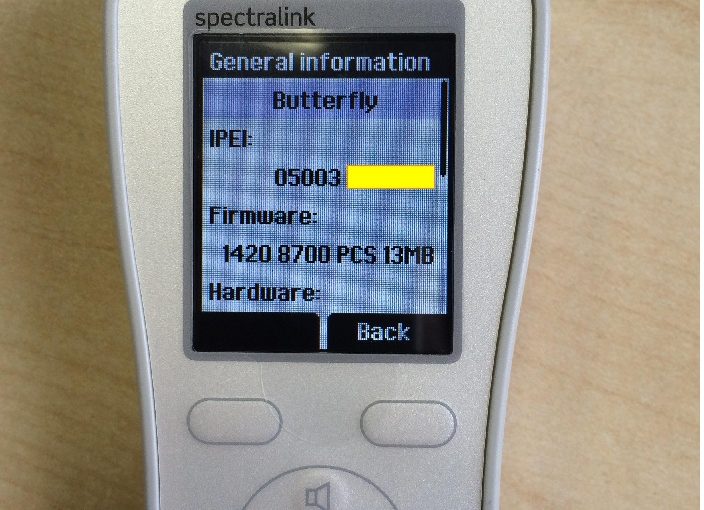 spectralink
General information
Butterfly
IPEI:
05003
Firmware:
1420 8700 PCS 13MB
Hardware:
Back